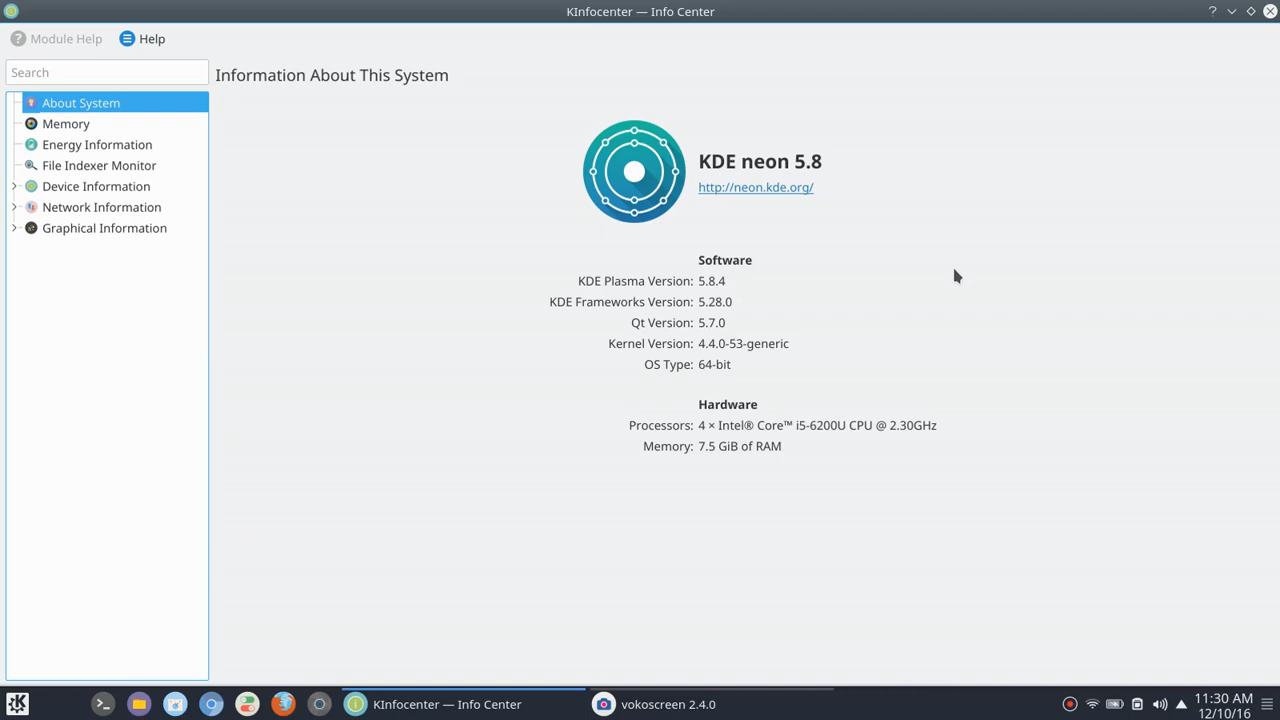 KInfocenter — Info Center
Module Help
Help
Search
Information About This System
About System
Memory
Energy Information
File Indexer Monitor
Device Information
Network Information
Graphical Information
KDE neon 5.8
http://neon.kde.org/
Software
KDE Plasma Version: 5.8.4
KDE Frameworks Version: 5.28.0
Qt Version: 5.7.0
Kernel Version: 4.4.0-53-generic
OS Type: 64-bit
Hardware
Processors: 4 × Intel® Core™ i5-6200U CPU @ 2.30GHz
Memory: 7.5 GiB of RAM
KInfocenter — Info Center
vokoscreen 2.4.0
11:30 AM
12/10/16